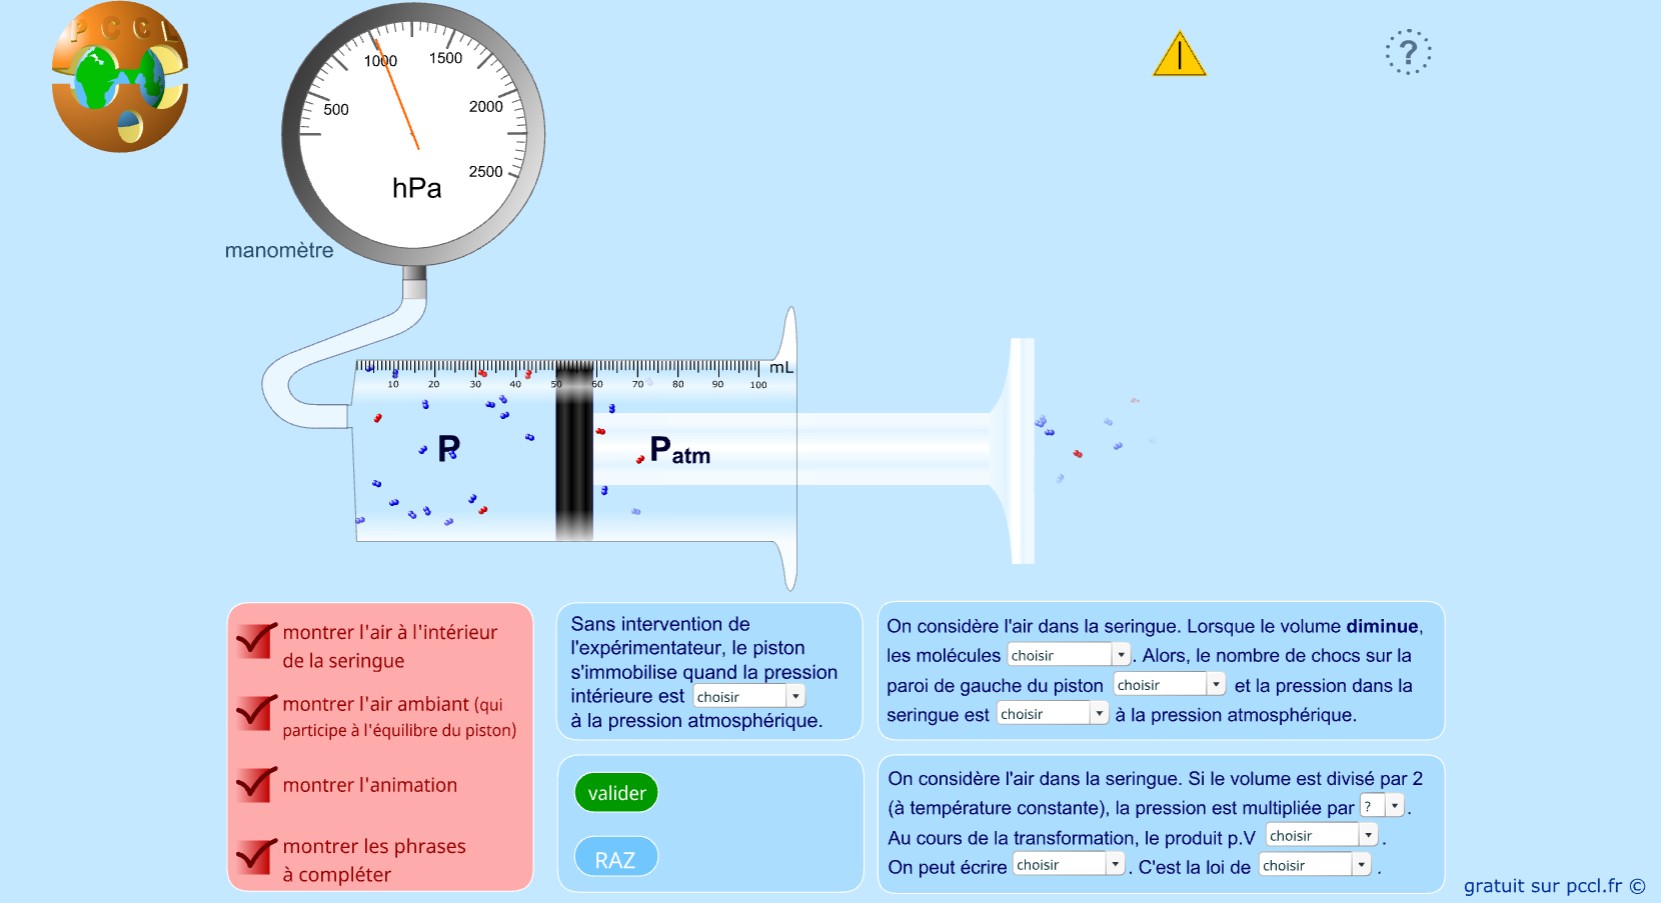 PCCL
500
1000
1500
2000
2500
hPa
manomètre
?
mL
10 20 30 40 50 60 70 80 90 100
P
Patm
montrer l'air à l'intérieur
de la seringue
montrer l'air ambiant (qui
participe à l'équilibre du piston)
montrer l'animation
montrer les phrases
à compléter
Sans intervention de
l'expérimentateur, le piston
s'immobilise quand la pression
intérieure est choisir
à la pression atmosphérique.
valider
RAZ
On considère l'air dans la seringue. Lorsque le volume diminue,
les molécules choisir . Alors, le nombre de chocs sur la
paroi de gauche du piston choisir et la pression dans la
seringue est choisir à la pression atmosphérique.
On considère l'air dans la seringue. Si le volume est divisé par 2
(à température constante), la pression est multipliée par ? .
Au cours de la transformation, le produit p.V choisir .
On peut écrire choisir . C'est la loi de choisir .
gratuit sur pccl.fr ©